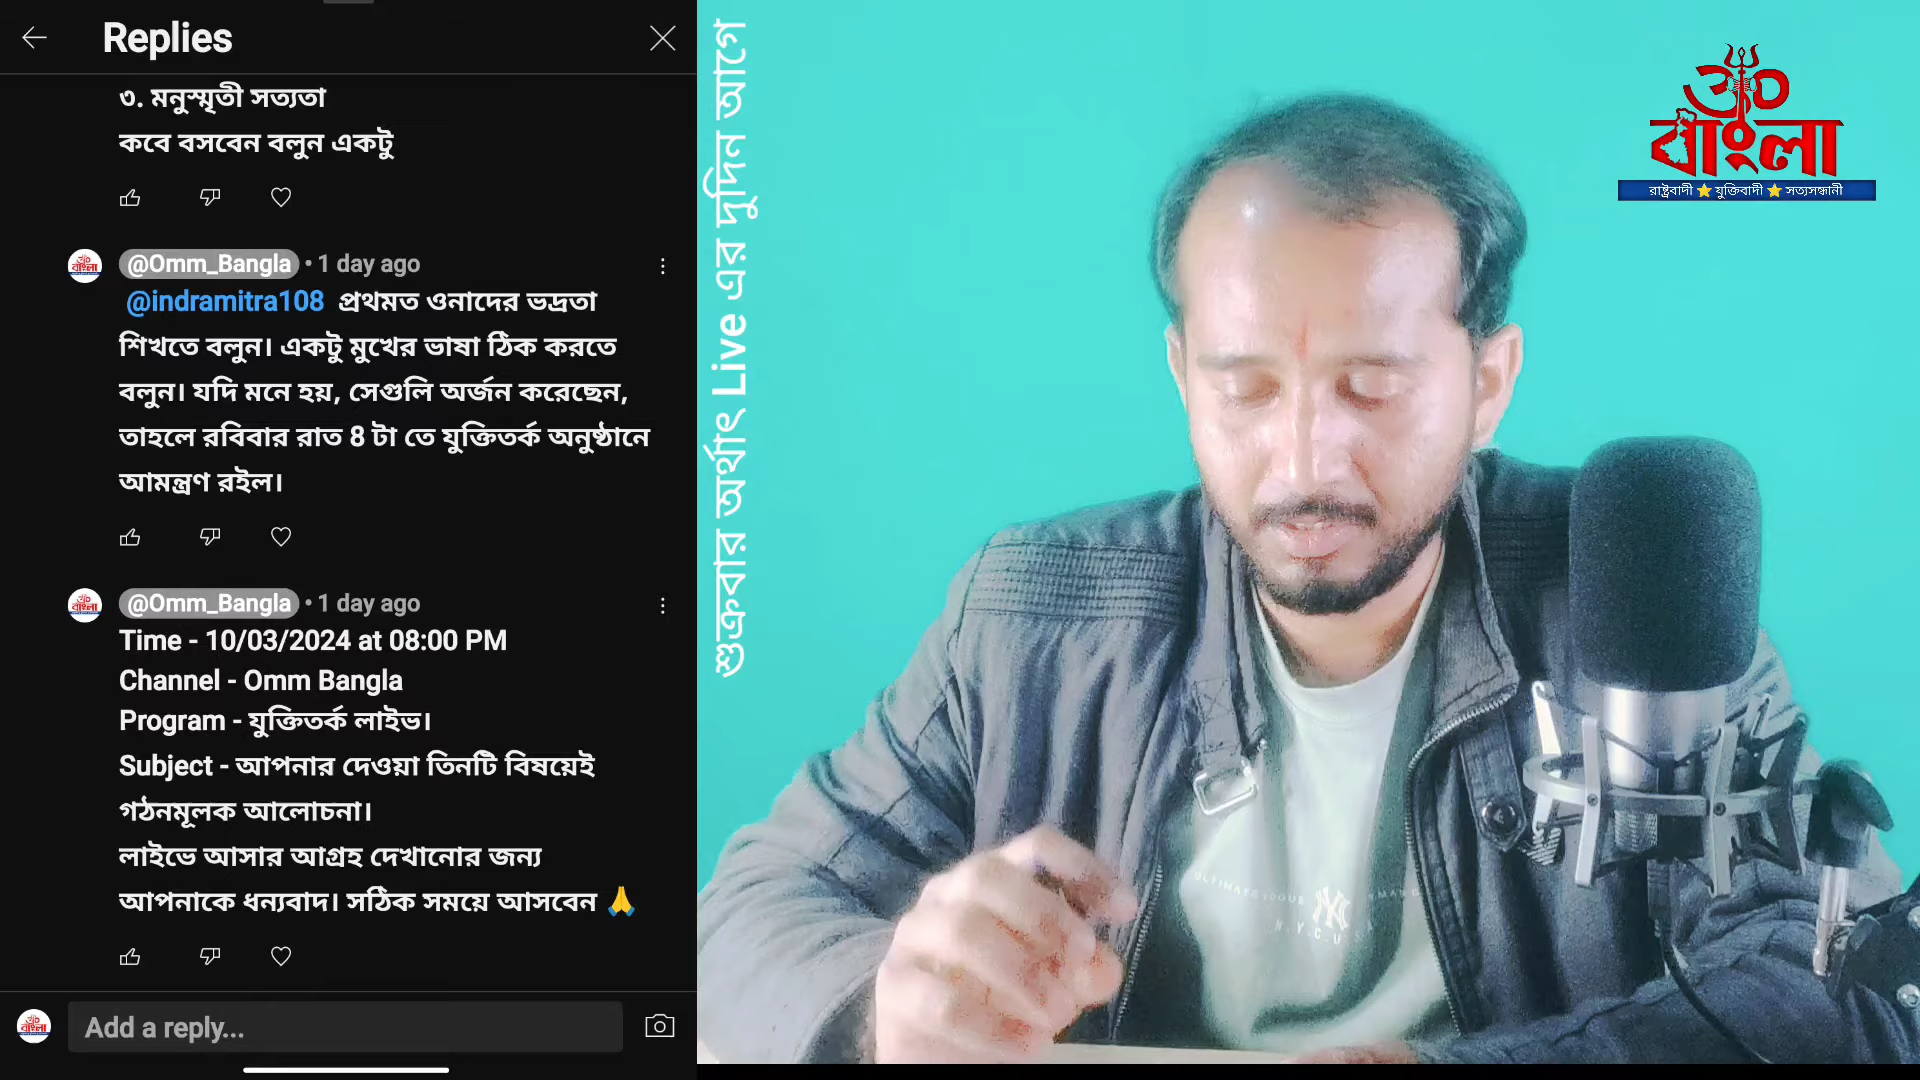 Replies
৩. মনুস্মৃতী সত্যতা
কবে বসবেন বলুন একটু
@Omm_Bangla • 1 day ago
@indramitra108 প্রথমত ওনাদের ভদ্রতা
শিখতে বলুন। একটু মুখের ভাষা ঠিক করতে
বলুন। যদি মনে হয়, সেগুলি অর্জন করেছেন,
তাহলে রবিবার রাত 8 টা তে যুক্তিতর্ক অনুষ্ঠানে
আমন্ত্রণ রইল।
@Omm_Bangla • 1 day ago
Time - 10/03/2024 at 08:00 PM
Channel - Omm Bangla
Program - যুক্তিতর্ক লাইভ।
Subject - আপনার দেওয়া তিনটি বিষয়েই
গঠনমূলক আলোচনা।
লাইভে আসার আগ্রহ দেখানোর জন্য
আপনাকে ধন্যবাদ। সঠিক সময়ে আসবেন 🙏
Add a reply...
শুক্রবার অর্থাৎ Live এর দুদিন আগে
ওঁ
বাংলা
রাষ্ট্রবাদী ⭐ যুক্তিবাদী ⭐ সত্যসন্ধানী
NY
N.Y.C.U.S